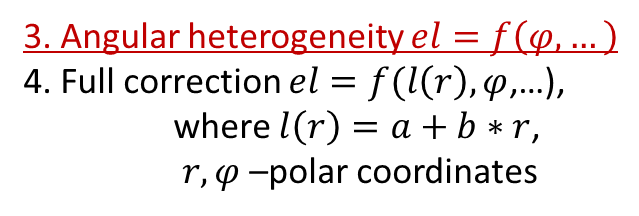 3. Angular heterogeneity el = f(φ, ... )
4. Full correction el = f(l(r), φ,...),
where l(r) = a + b * r,
r, φ –polar coordinates